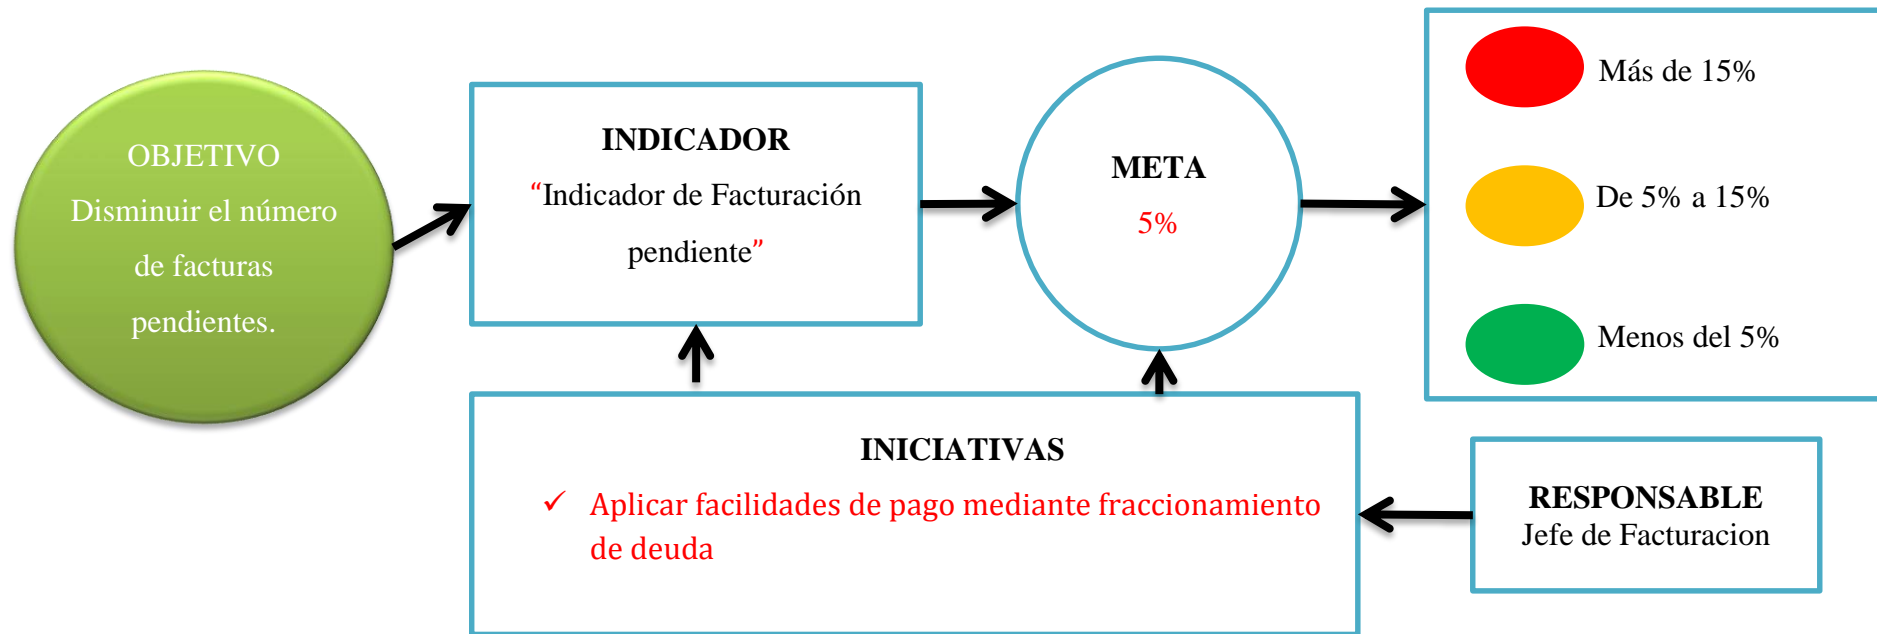 OBJETIVO
Disminuir el número
de facturas
pendientes.
INDICADOR
“Indicador de Facturación
pendiente”
META
5%
Más de 15%
De 5% a 15%
Menos del 5%
INICIATIVAS
✓ Aplicar facilidades de pago mediante fraccionamiento
de deuda
RESPONSABLE
Jefe de Facturacion